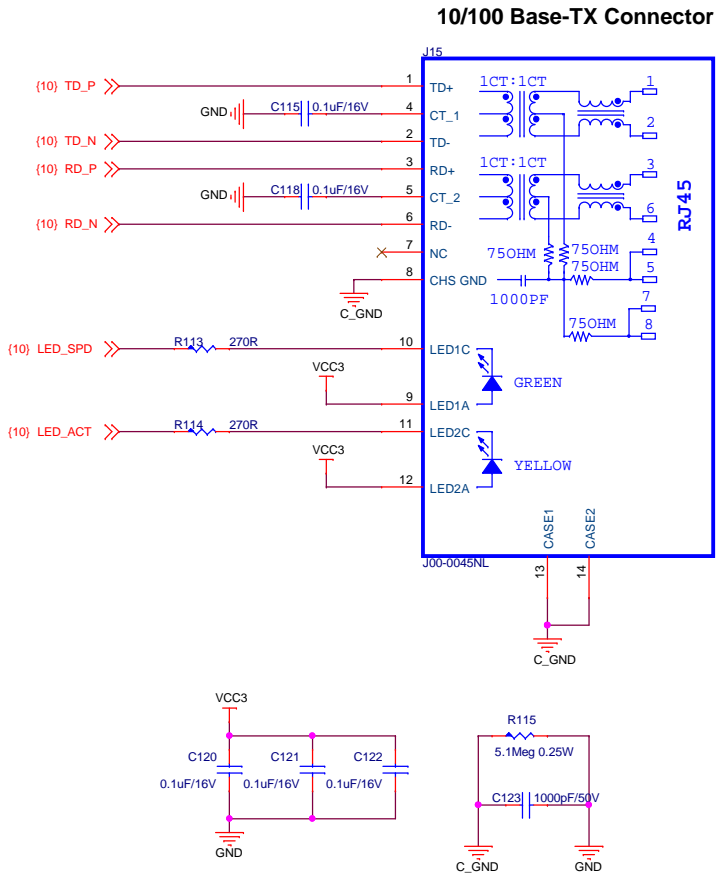 10/100 Base-TX Connector
J15
{10} TD_P
1
TD+
1CT:1CT
1
GND
C115
0.1uF/16V
4
CT_1
{10} TD_N
2
TD-
2
{10} RD_P
3
RD+
1CT:1CT
3
GND
C118
0.1uF/16V
5
CT_2
{10} RD_N
6
RD-
6
RJ45
7
NC
75OHM
75OHM
4
8
CHS GND
75OHM
5
C_GND
1000PF
7
75OHM
8
{10} LED_SPD
R113
270R
10
LED1C
VCC3
GREEN
9
LED1A
{10} LED_ACT
R114
270R
11
LED2C
VCC3
YELLOW
12
LED2A
CASE1
CASE2
J00-0045NL
13
14
C_GND
VCC3
C120
C121
C122
0.1uF/16V
0.1uF/16V
0.1uF/16V
GND
R115
5.1Meg 0.25W
C123
1000pF/50V
C_GND
GND